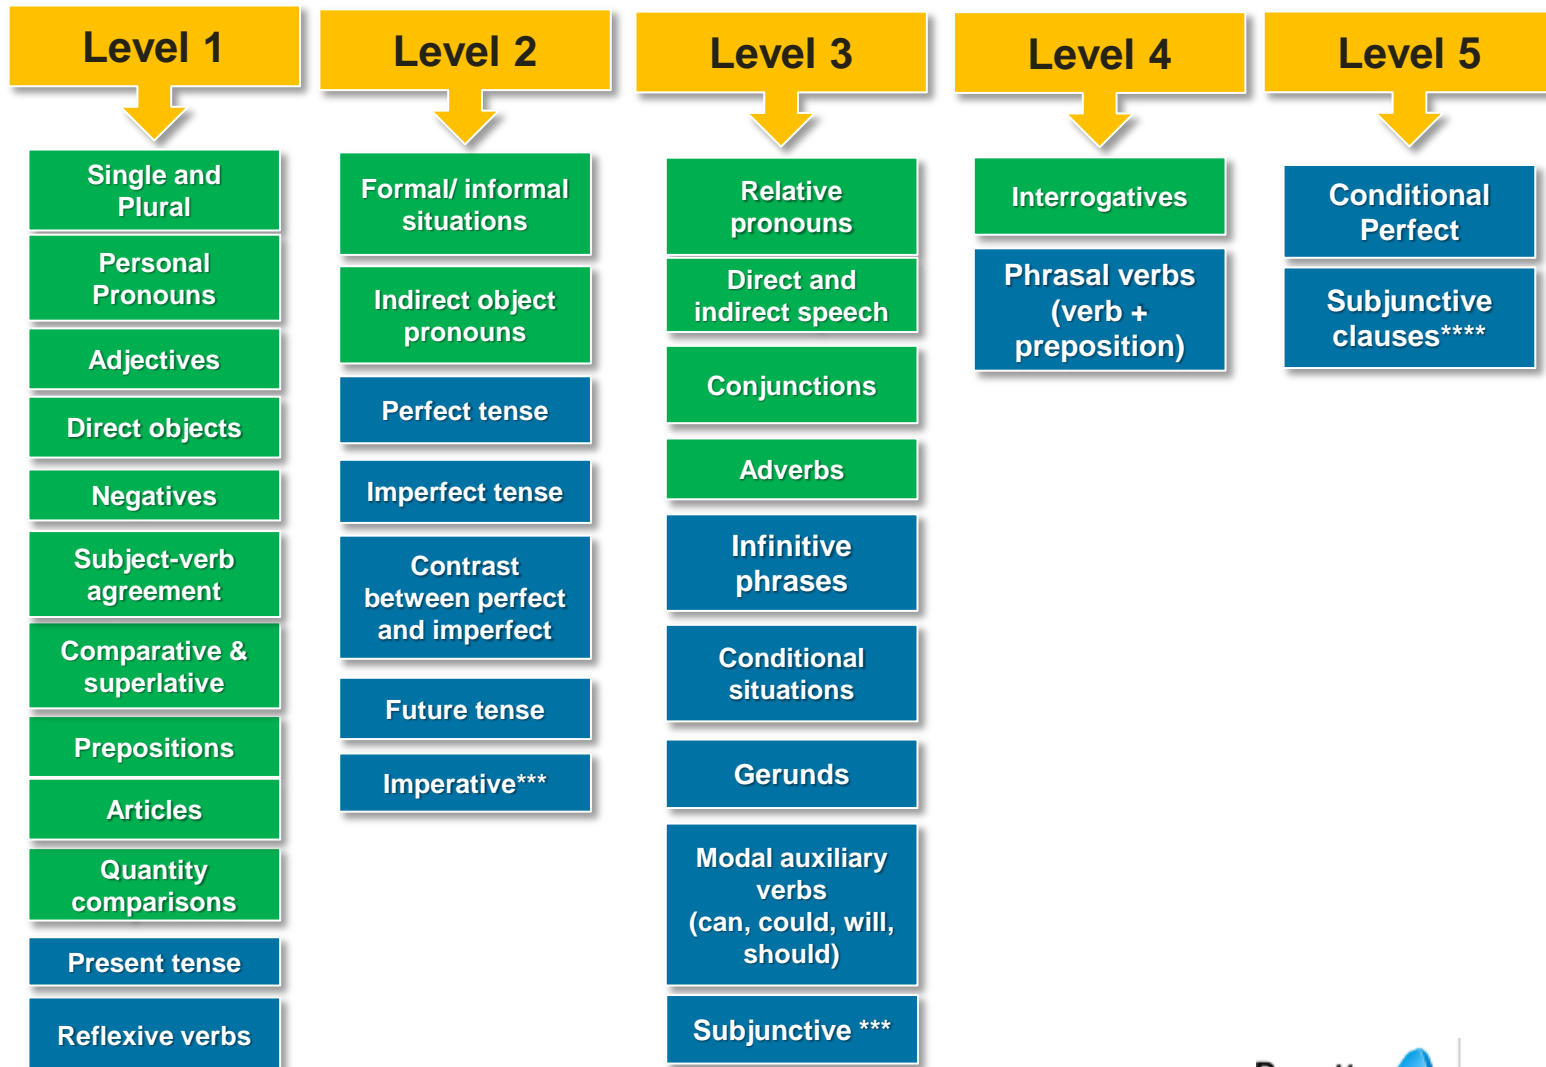 Level 1
Single and
Plural
Personal
Pronouns
Adjectives
Direct objects
Negatives
Subject-verb
agreement
Comparative &
superlative
Prepositions
Articles
Quantity
comparisons
Present tense
Reflexive verbs
Level 2
Formal/ informal
situations
Indirect object
pronouns
Perfect tense
Imperfect tense
Contrast
between perfect
and imperfect
Future tense
Imperative***
Level 3
Relative
pronouns
Direct and
indirect speech
Conjunctions
Adverbs
Infinitive
phrases
Conditional
situations
Gerunds
Modal auxiliary
verbs
(can, could, will,
should)
Subjunctive ***
Level 4
Interrogatives
Phrasal verbs
(verb +
preposition)
Level 5
Conditional
Perfect
Subjunctive
clauses****